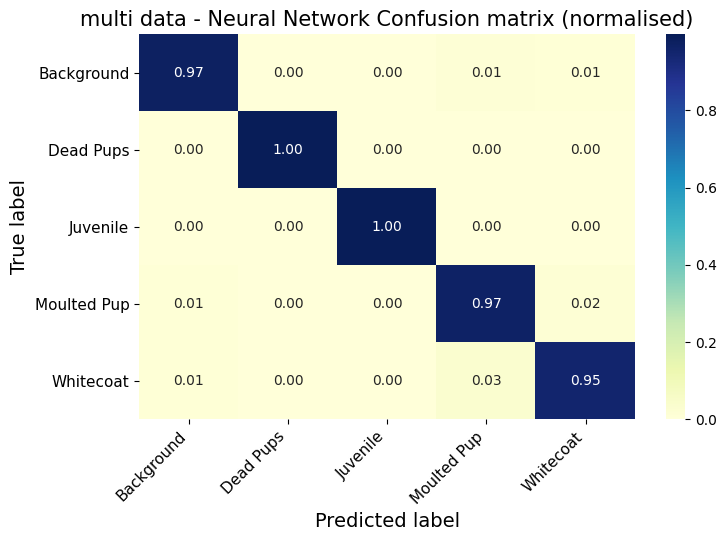 multi data - Neural Network Confusion matrix (normalised)
Background 0.97 0.00 0.00 0.01 0.01
Dead Pups 0.00 1.00 0.00 0.00 0.00
Juvenile 0.00 0.00 1.00 0.00 0.00
Moulted Pup 0.01 0.00 0.00 0.97 0.02
Whitecoat 0.01 0.00 0.00 0.03 0.95
True label
Background Dead Pups Juvenile Moulted Pup Whitecoat
Predicted label
0.8
0.6
0.4
0.2
0.0